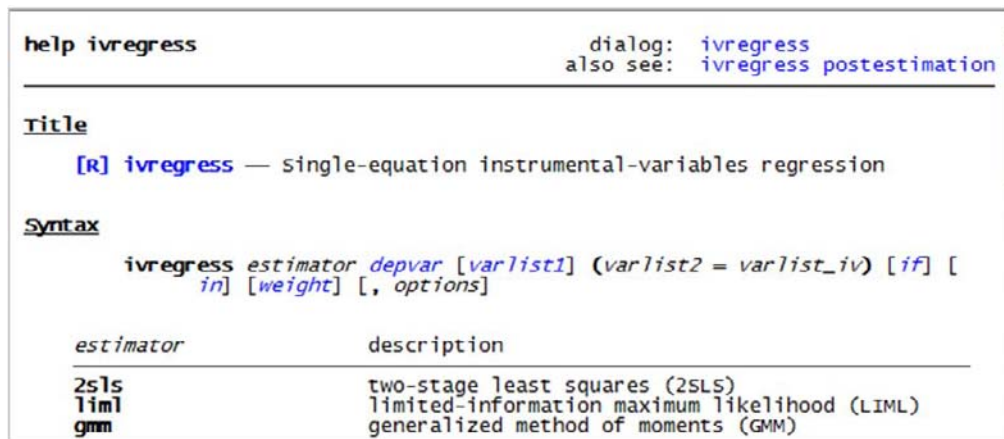 help ivregress dialog: ivregress
also see: ivregress postestimation
Title
[R] ivregress — Single-equation instrumental-variables regression
Syntax
ivregress estimator depvar [varlist1] (varlist2 = varlist_iv) [if] [
in] [weight] [, options]
estimator description
2sls two-stage least squares (2SLS)
liml limited-information maximum likelihood (LIML)
gmm generalized method of moments (GMM)